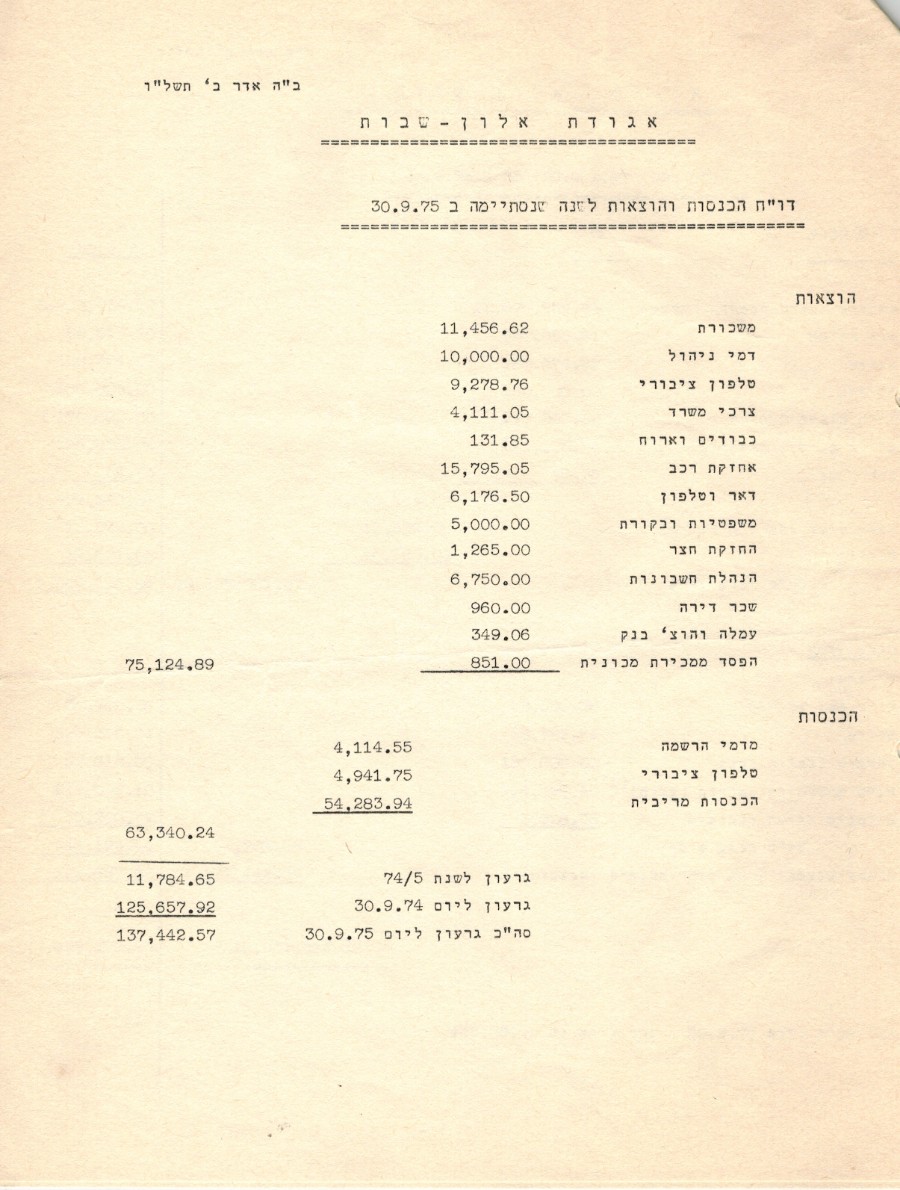 ב"ה אדר ב' תשל"ו
אגודת אלון-שבות
דו"ח הכנסות והוצאות לשנה שנסתיימה ב 30.9.75
הוצאות
משכורת 11,456.62
דמי ניהול 10,000.00
טלפון ציבורי 9,278.76
צרכי משרד 4,111.05
כבודים וארוח 131.85
אחזקת רכב 15,795.05
דאר וטלפון 6,176.50
משפטיות ובקורת 5,000.00
החזקת חצר 1,265.00
הנהלת חשבונות 6,750.00
שכר דירה 960.00
עמלה והוצ' בנק 349.06
הפסד ממכירת מכונית 851.00 75,124.89
הכנסות
מדמי הרשמה 4,114.55
טלפון ציבורי 4,941.75
הכנסות מריבית 54,283.94
63,340.24
גרעון לשנת 74/5 11,784.65
גרעון ליום 30.9.74 125,657.92
סה"כ גרעון ליום 30.9.75 137,442.57